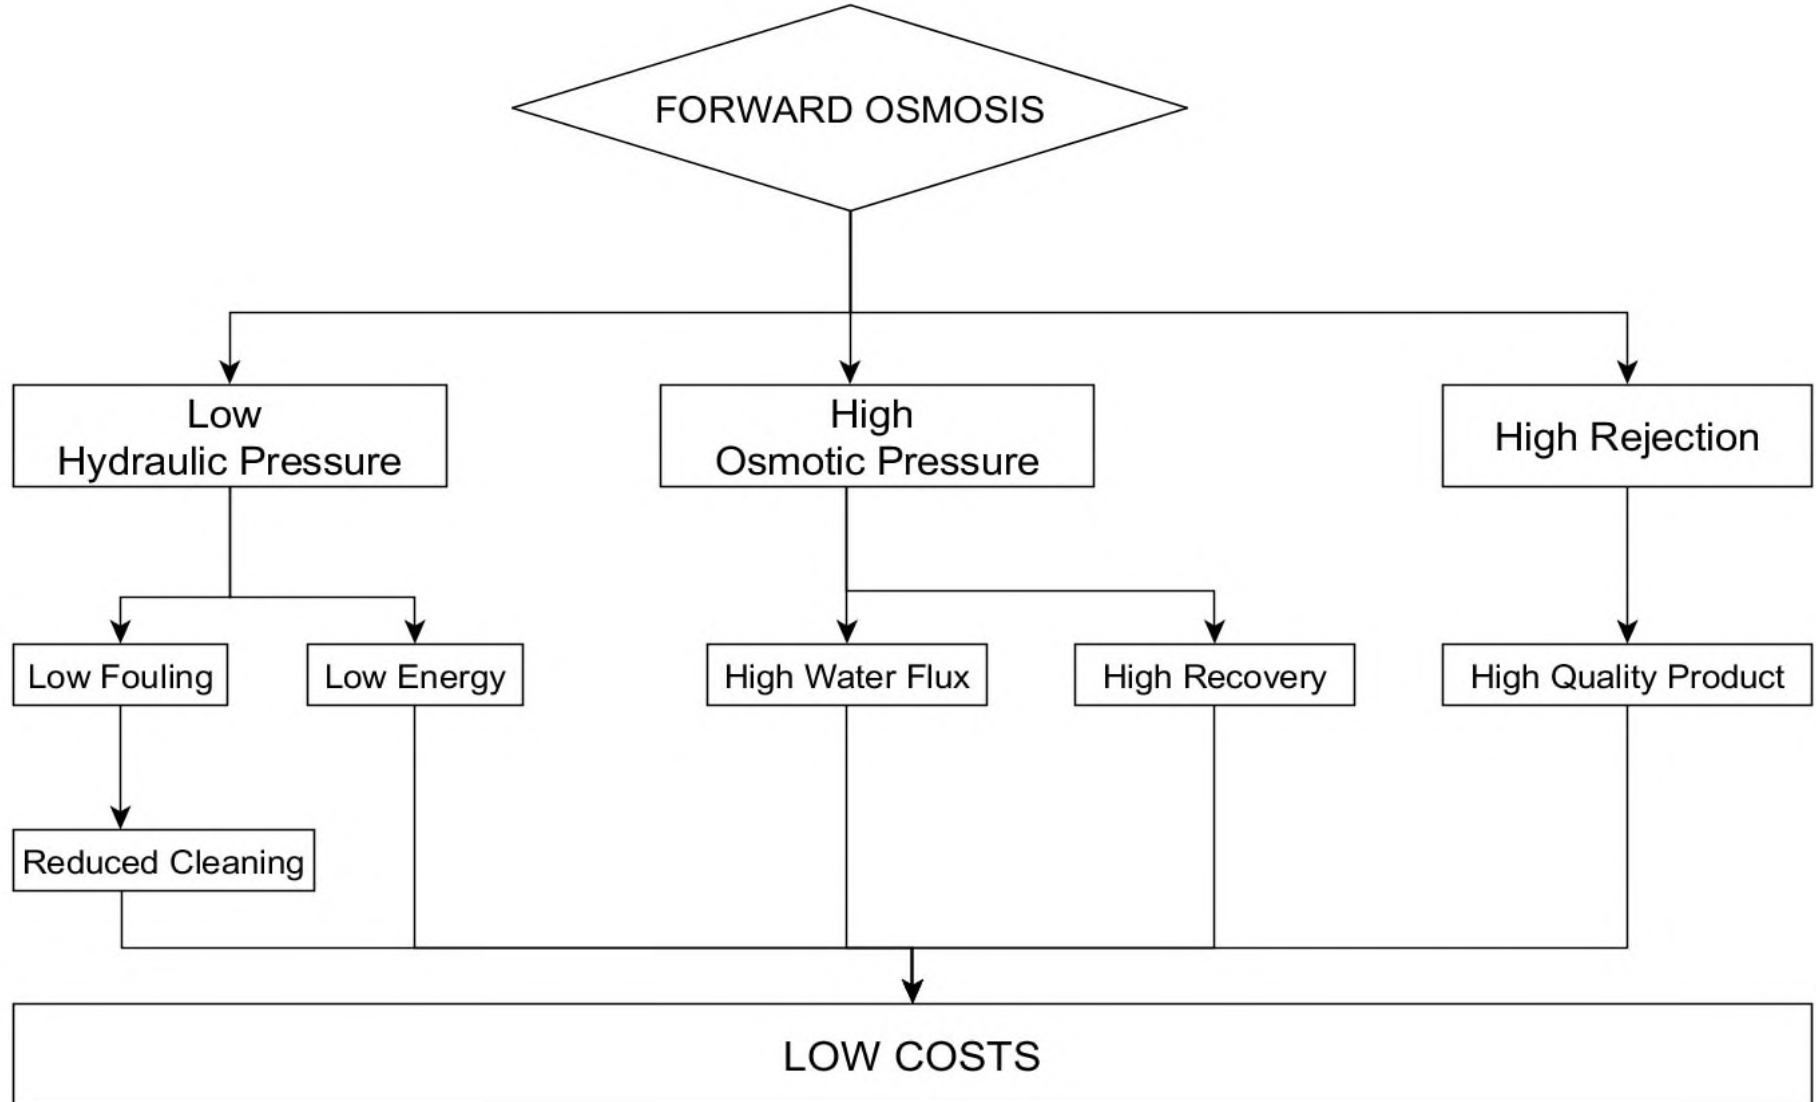 FORWARD OSMOSIS
Low
Hydraulic Pressure
High
Osmotic Pressure
High Rejection
Low Fouling
Low Energy
High Water Flux
High Recovery
High Quality Product
Reduced Cleaning
LOW COSTS